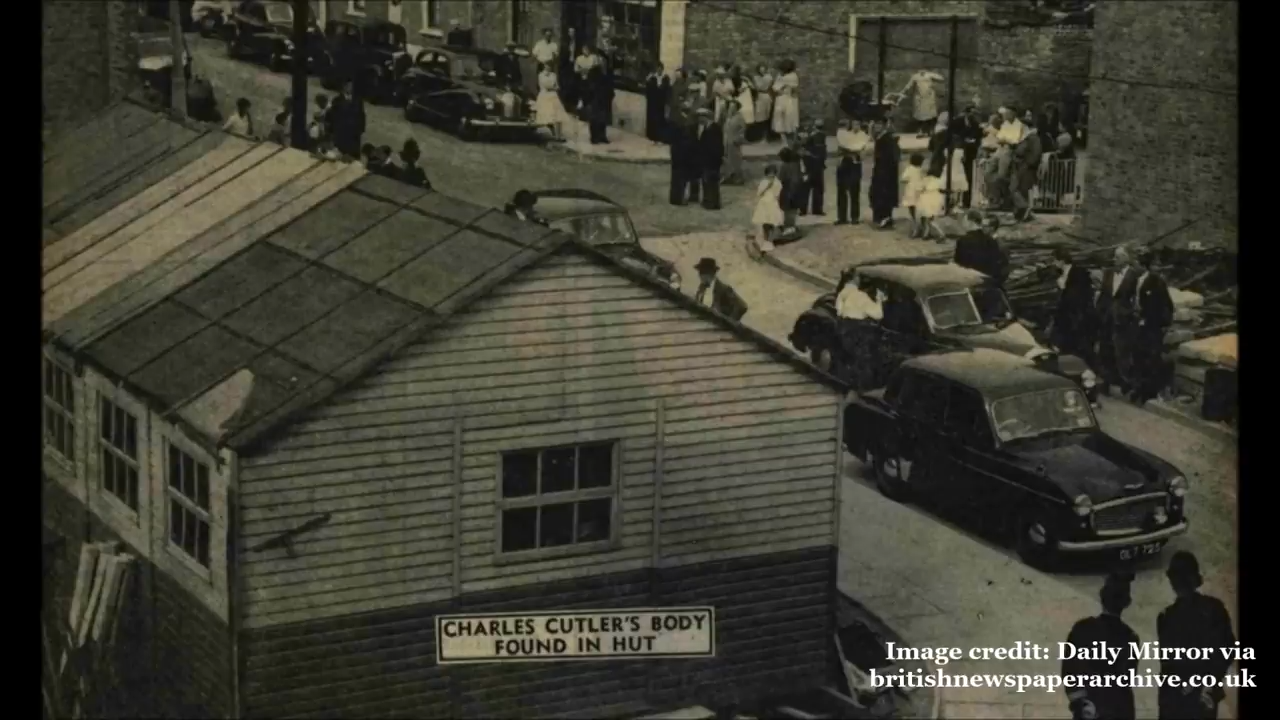 CHARLES CUTLER'S BODY
FOUND IN HUT
Image credit: Daily Mirror via
britishnewspaperarchive.co.uk